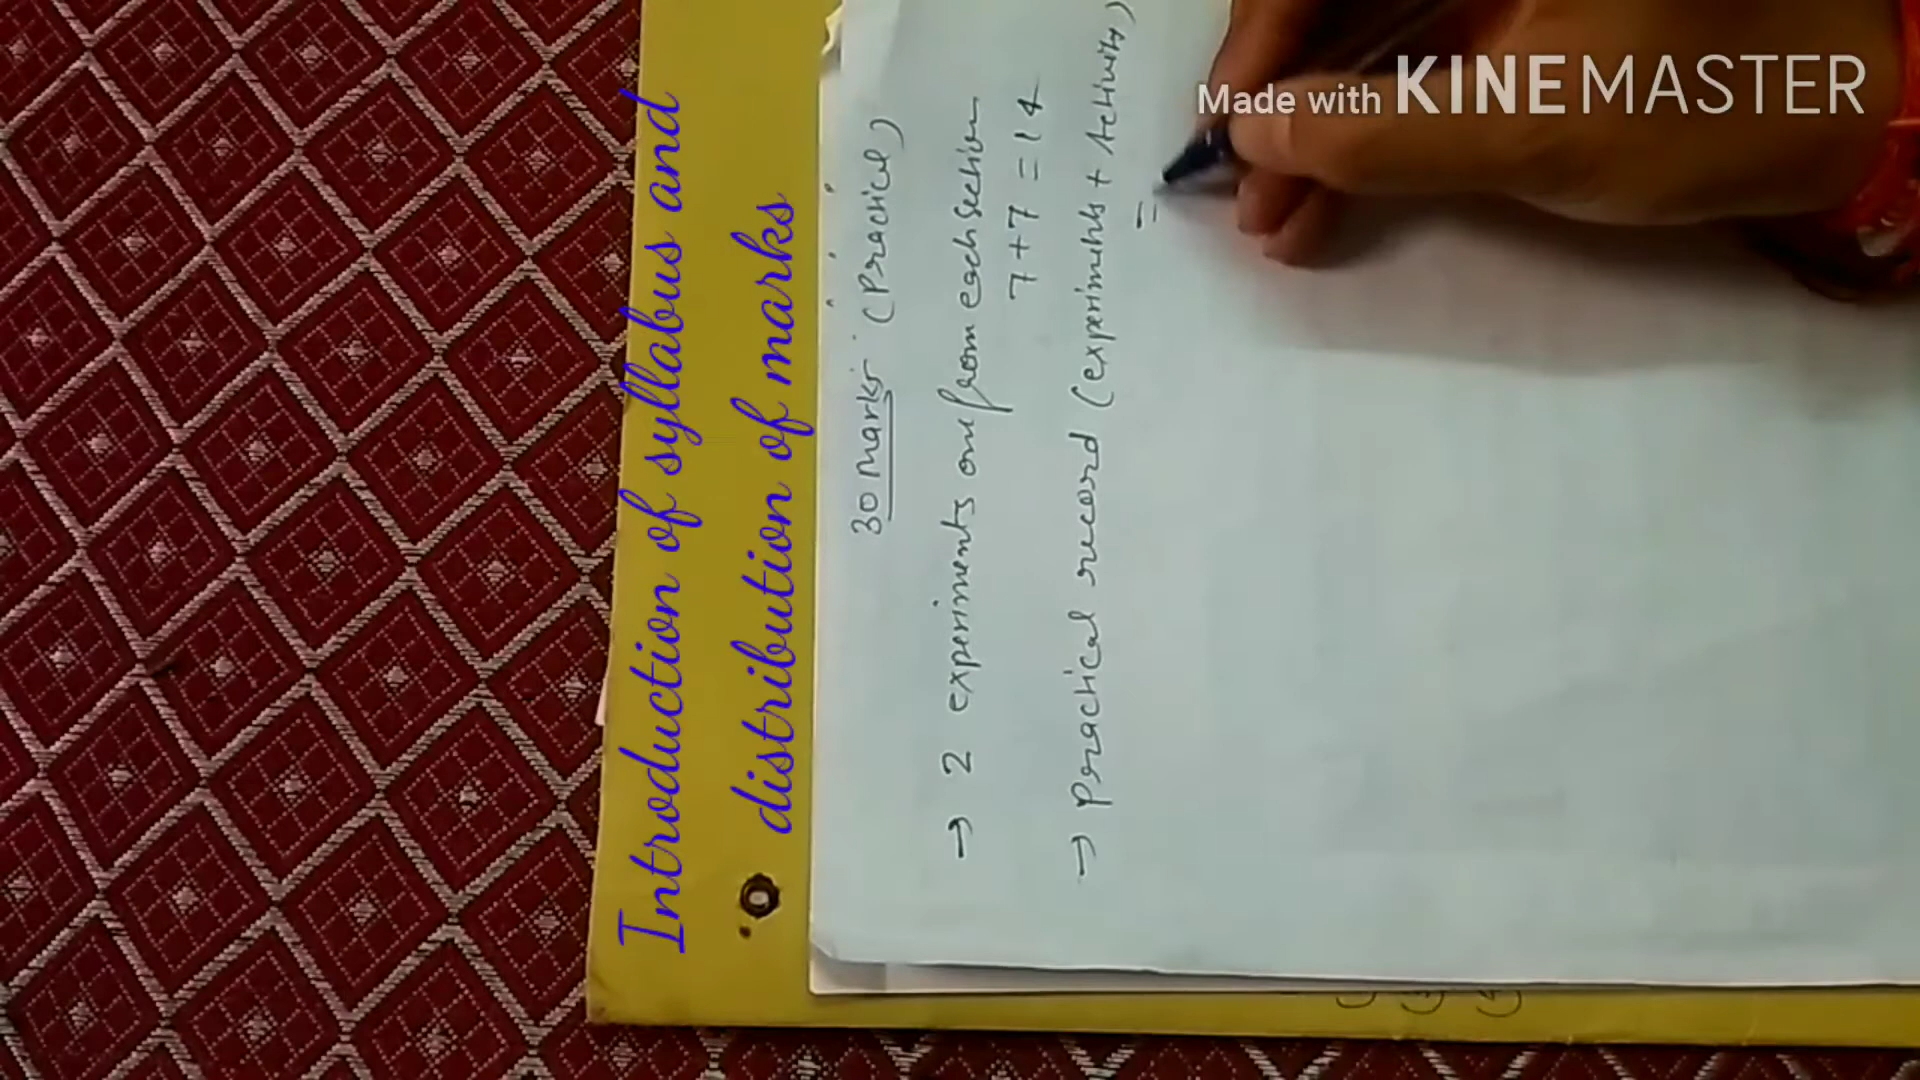 Made with KINEMASTER
Introduction of syllabus and
distribution of marks
30 Marks (Practical)
→ 2 experiments one from each section
7+7 = 14
→ Practical record (experiments + Activity)
=